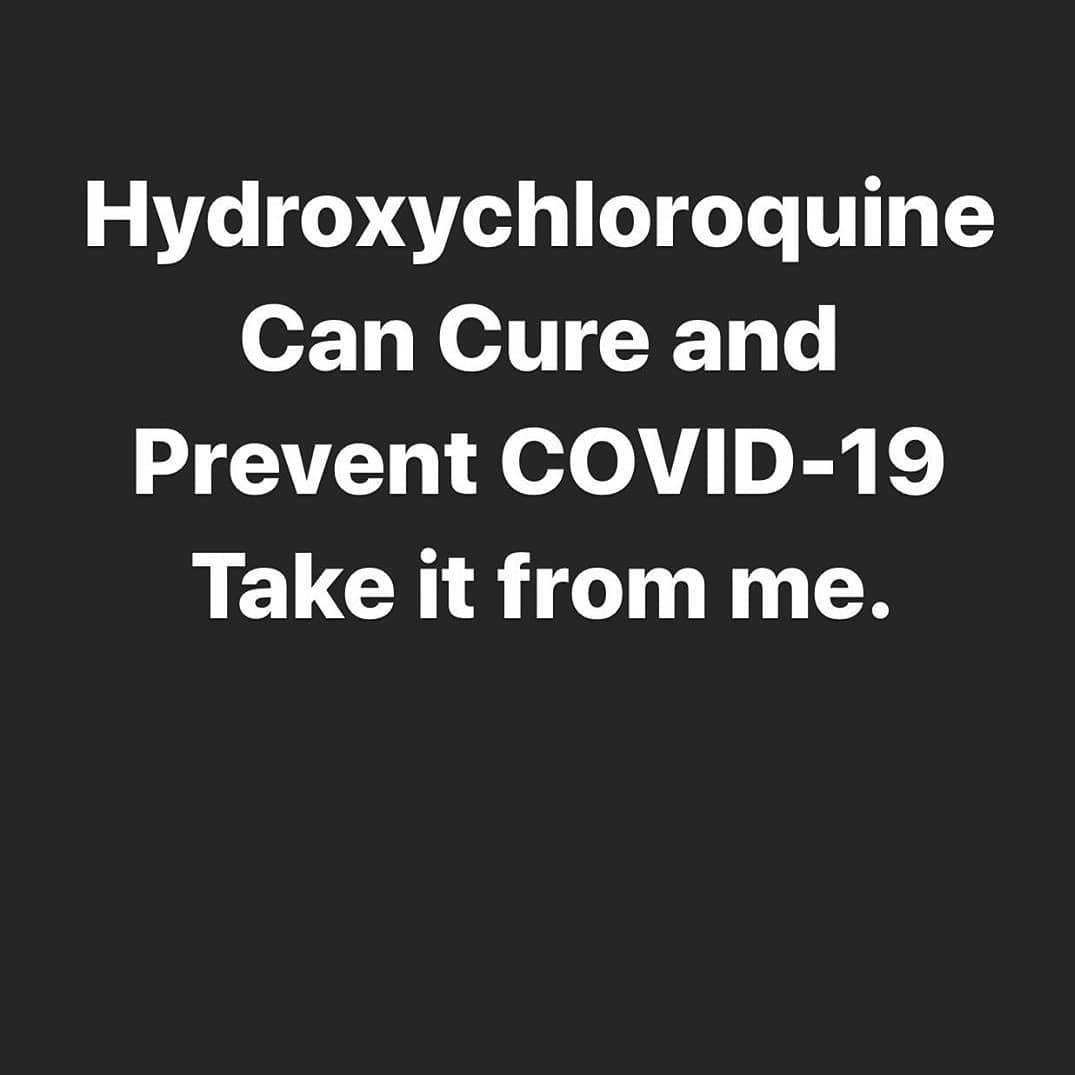 Hydroxychloroquine
Can Cure and
Prevent COVID-19
Take it from me.